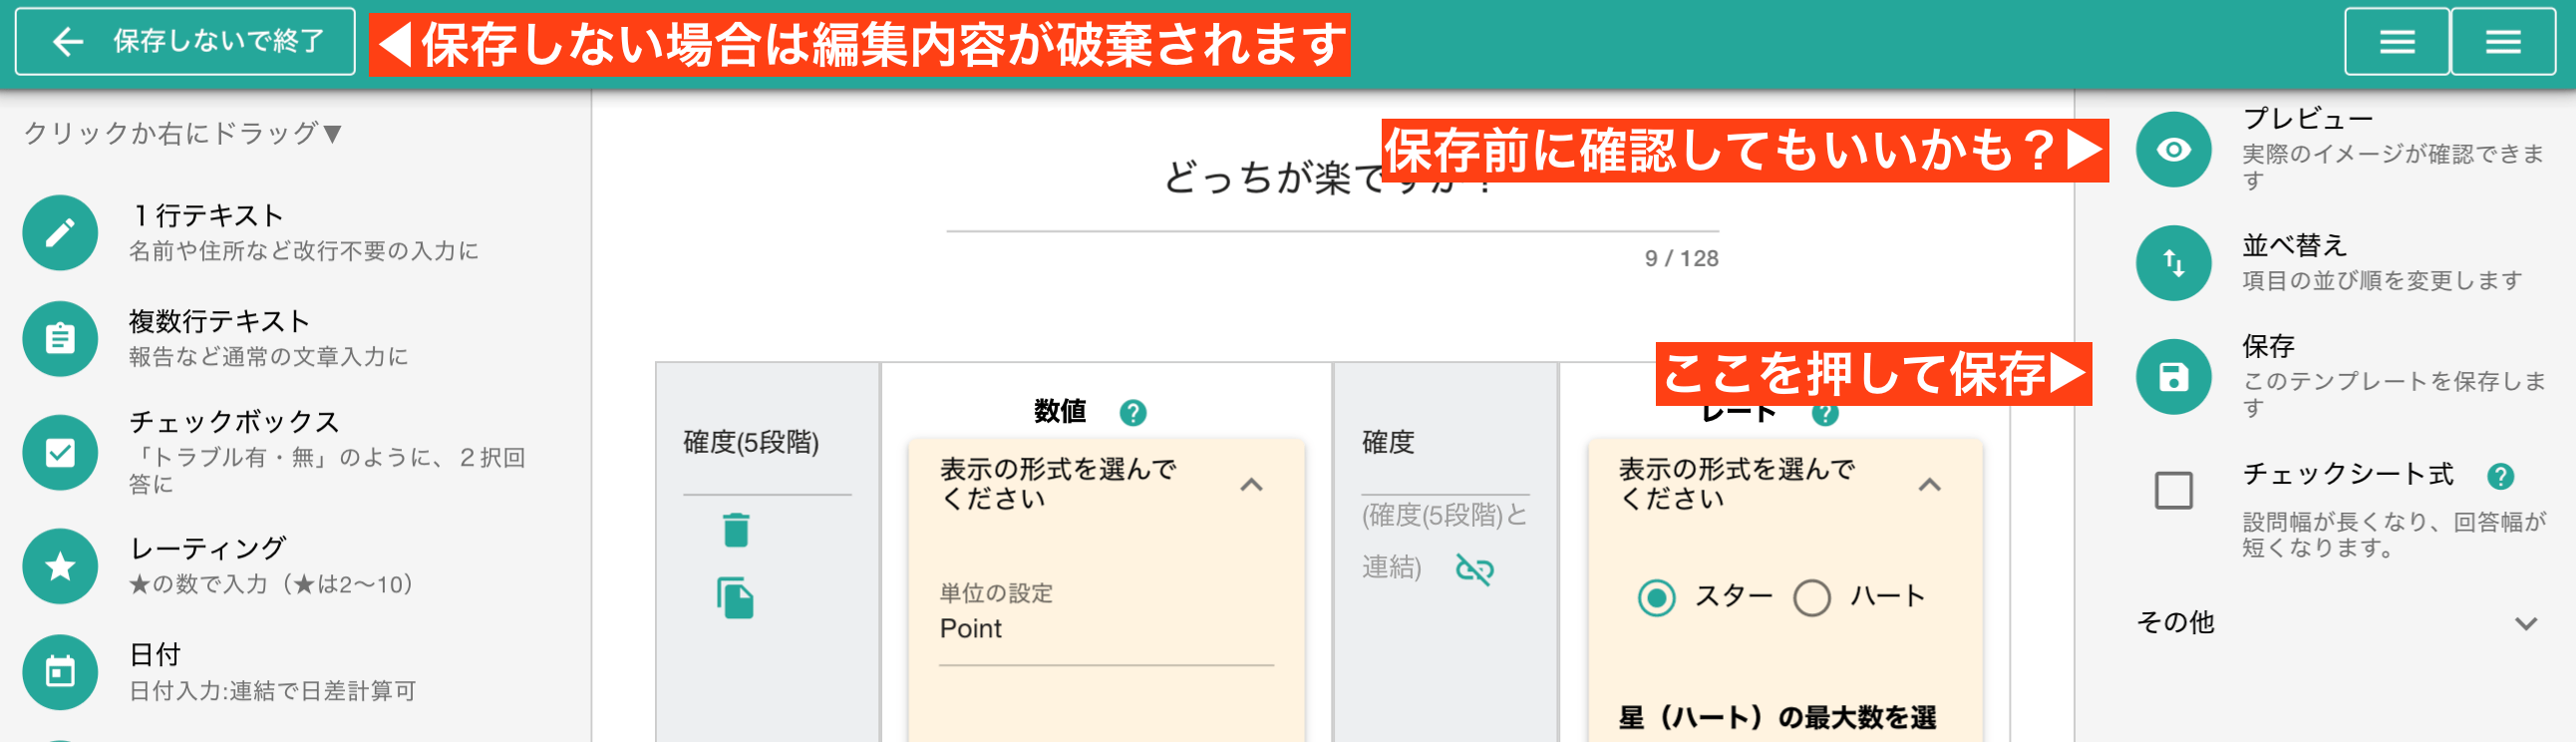 保存しないで終了
◀保存しない場合は編集内容が破棄されます
クリックか右にドラッグ▼
１行テキスト
名前や住所など改行不要の入力に
複数行テキスト
報告など通常の文章入力に
チェックボックス
「トラブル有・無」のように、２択回
答に
レーティング
★の数で入力（★は2〜10）
日付
日付入力:連結で日差計算可
どっちが楽ですか？
保存前に確認してもいいかも？▶
9 / 128
ここを押して保存▶
確度(5段階)
数値
表示の形式を選んで
ください
単位の設定
Point
確度
(確度(5段階)と
連結)
レート
表示の形式を選んで
ください
スター
ハート
星（ハート）の最大数を選
プレビュー
実際のイメージが確認できま
す
並べ替え
項目の並び順を変更します
保存
このテンプレートを保存しま
す
チェックシート式
設問幅が長くなり、回答幅が
短くなります。
その他